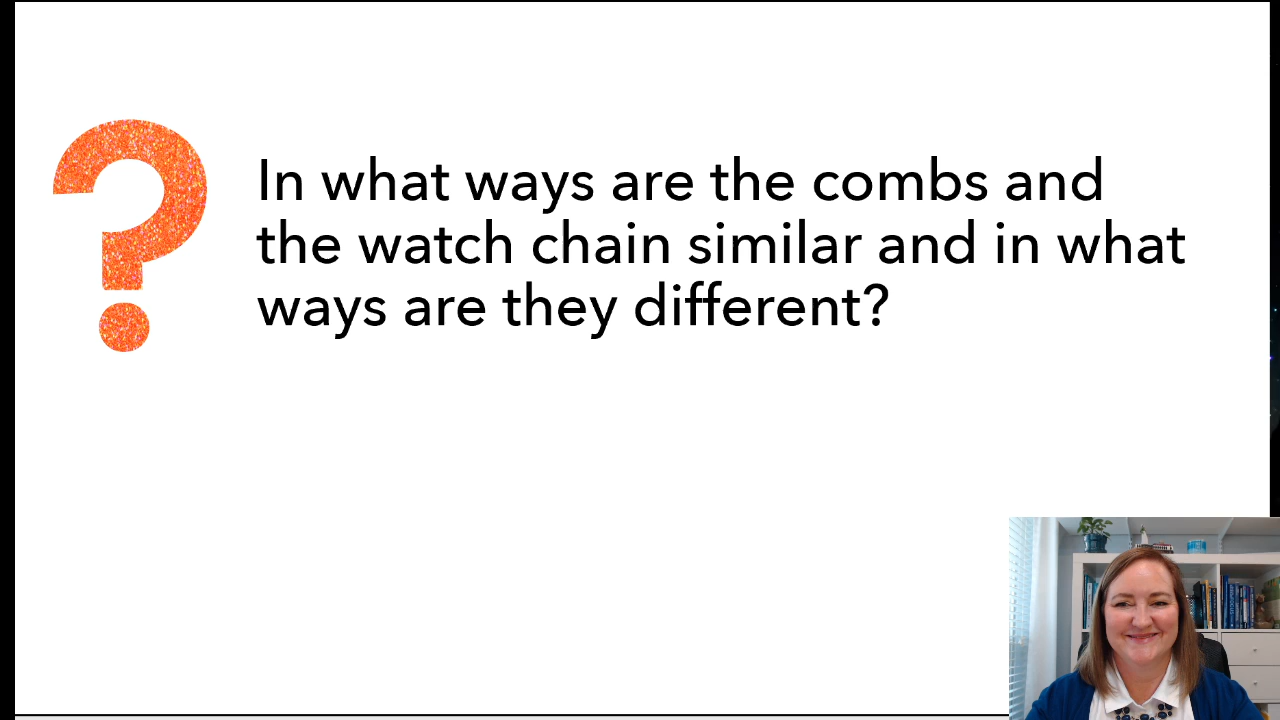 In what ways are the combs and
the watch chain similar and in what
ways are they different?